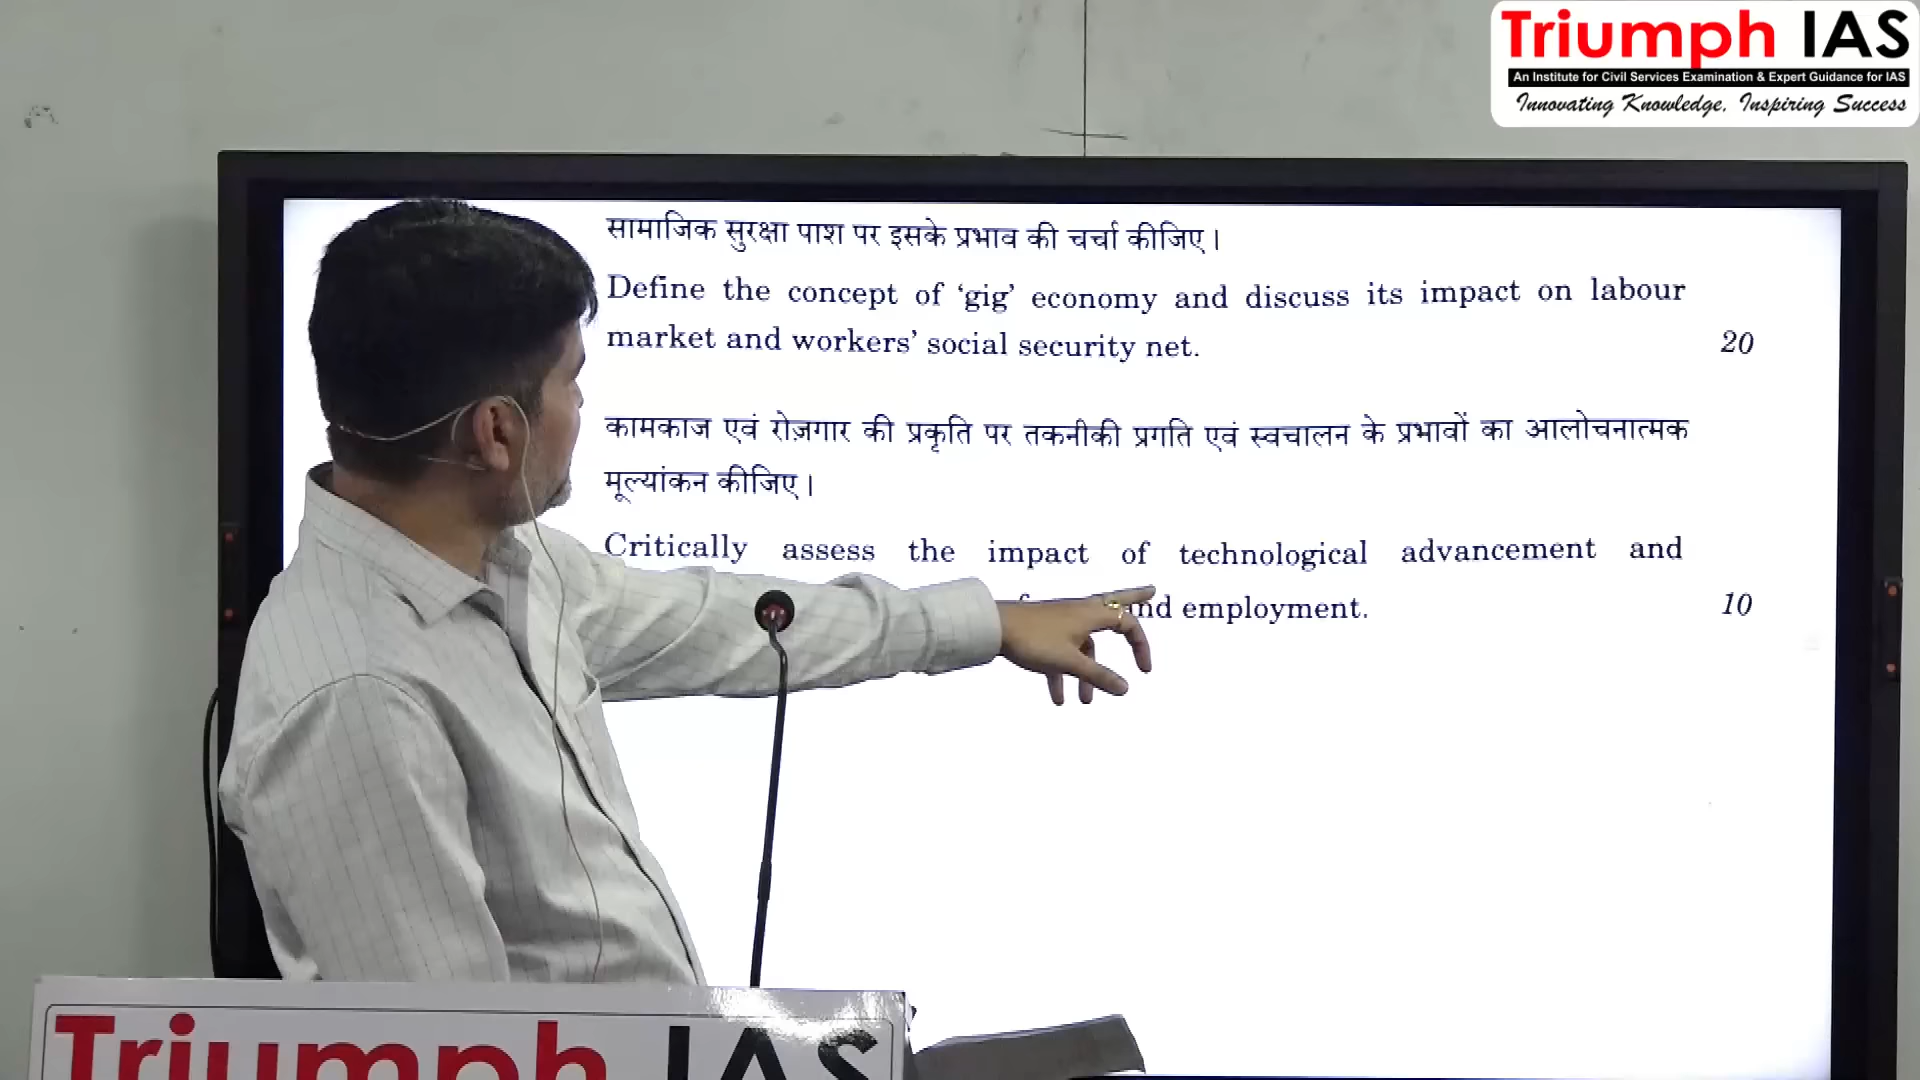 Triumph IAS
An Institute for Civil Services Examination & Expert Guidance for IAS
Innovating Knowledge, Inspiring Success
सामाजिक सुरक्षा पाश पर इसके प्रभाव की चर्चा कीजिए।
Define the concept of ‘gig’ economy and discuss its impact on labour
market and workers’ social security net. 20
कामकाज एवं रोज़गार की प्रकृति पर तकनीकी प्रगति एवं स्वचालन के प्रभावों का आलोचनात्मक
मूल्यांकन कीजिए।
Critically assess the impact of technological advancement and
and employment. 10
Triumph IAS